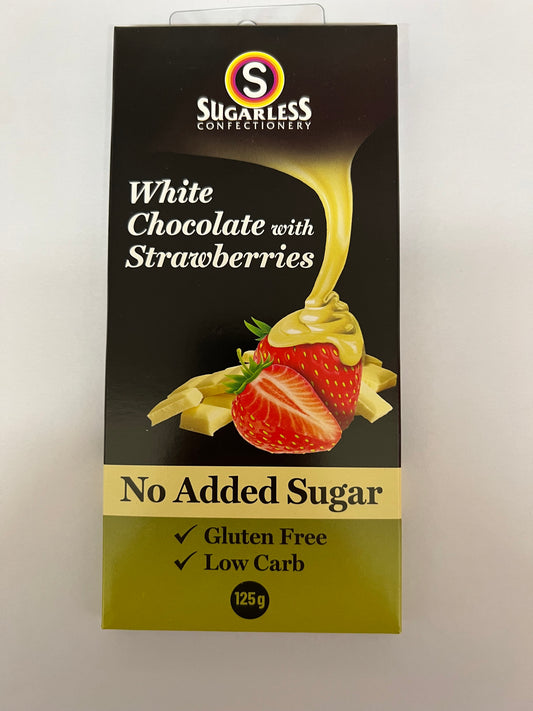 S
SUGARLESS
CONFECTIONERY
White
Chocolate with
Strawberries
No Added Sugar
✓ Gluten Free
✓ Low Carb
125g